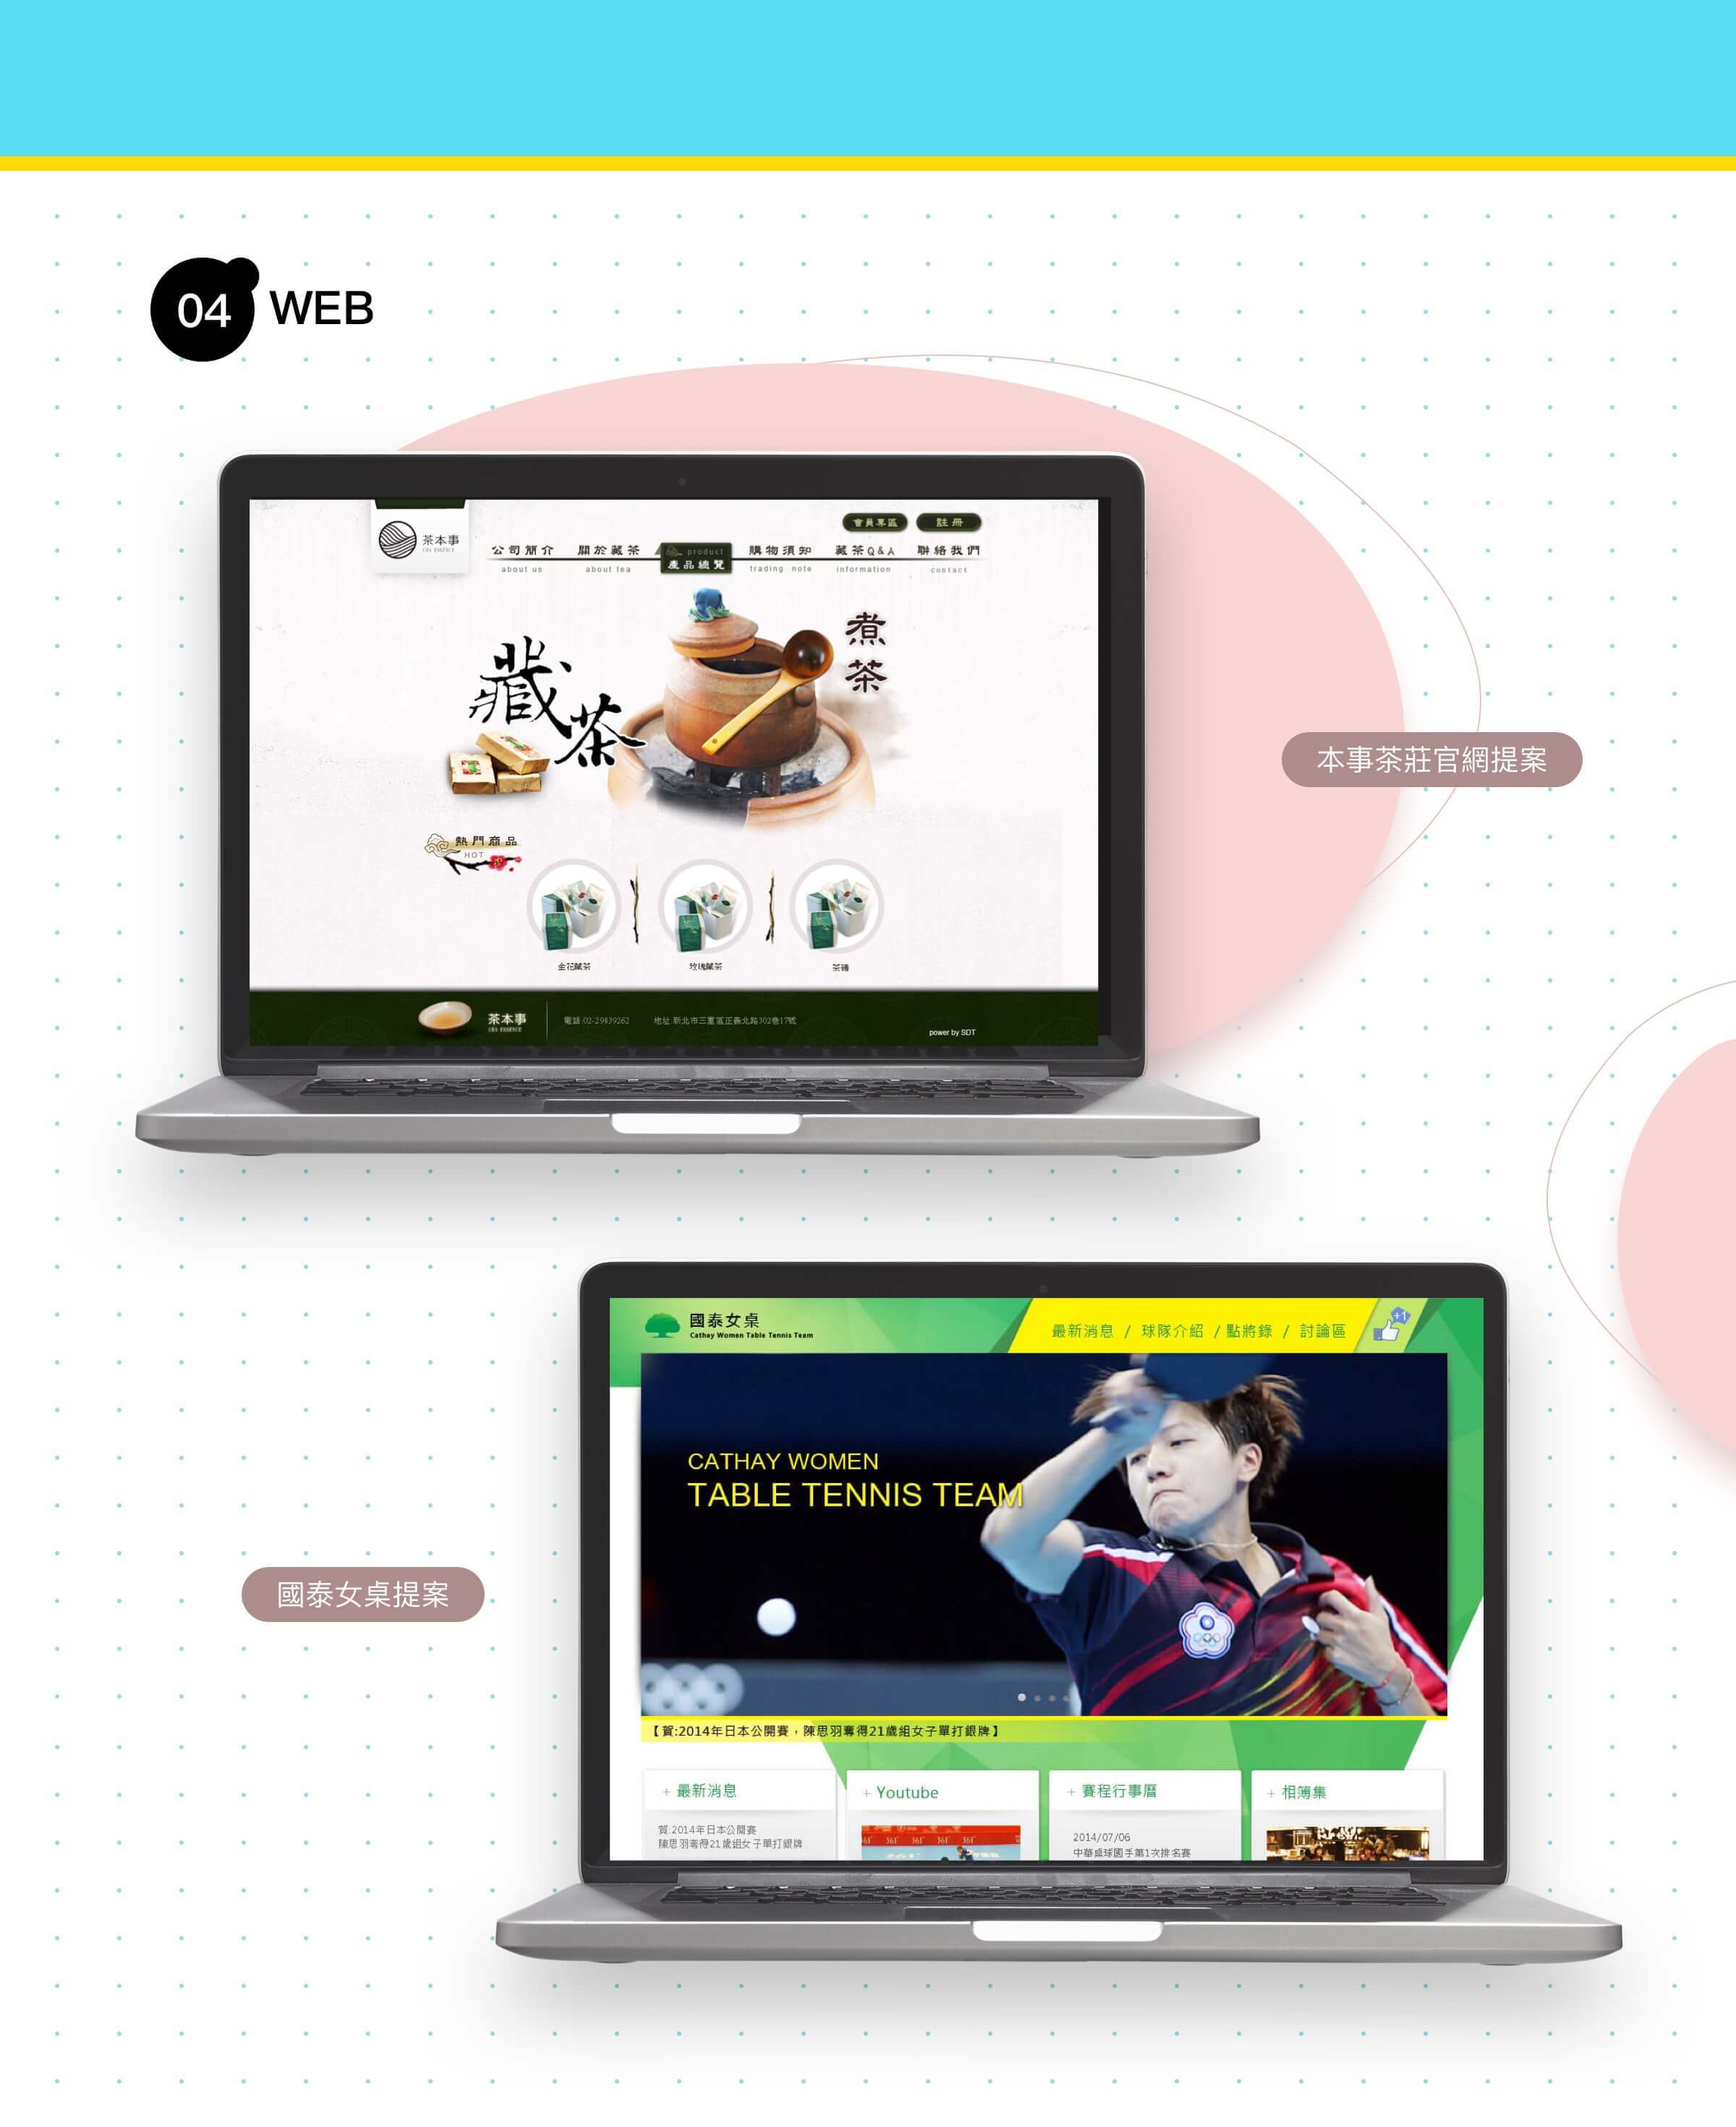 04 WEB
茶本事
CHA ESSENCE
會員專區
註冊
公司簡介
關於藏茶
product
產品總覽
購物須知
藏茶Q&A
聯絡我們
about us
about tea
trading note
information
contact
藏茶
煮茶
熱門商品
HOT
金花藏茶
玫瑰藏茶
茶磚
茶本事
CHA ESSENCE
電話:02-29839262
地址:新北市三重區正義北路302巷17號
power by SDT
本事茶莊官網提案
國泰女桌
Cathay Women Table Tennis Team
最新消息 / 球隊介紹 / 點將錄 / 討論區
+1
CATHAY WOMEN
TABLE TENNIS TEAM
【賀:2014年日本公開賽，陳思羽奪得21歲組女子單打銀牌】
+ 最新消息
賀:2014年日本公開賽
陳思羽奪得21歲組女子單打銀牌
+ Youtube
361° 361° 361° 361° 361°
+ 賽程行事曆
2014/07/06
中華桌球國手第1次排名賽
+ 相簿集
國泰女桌提案